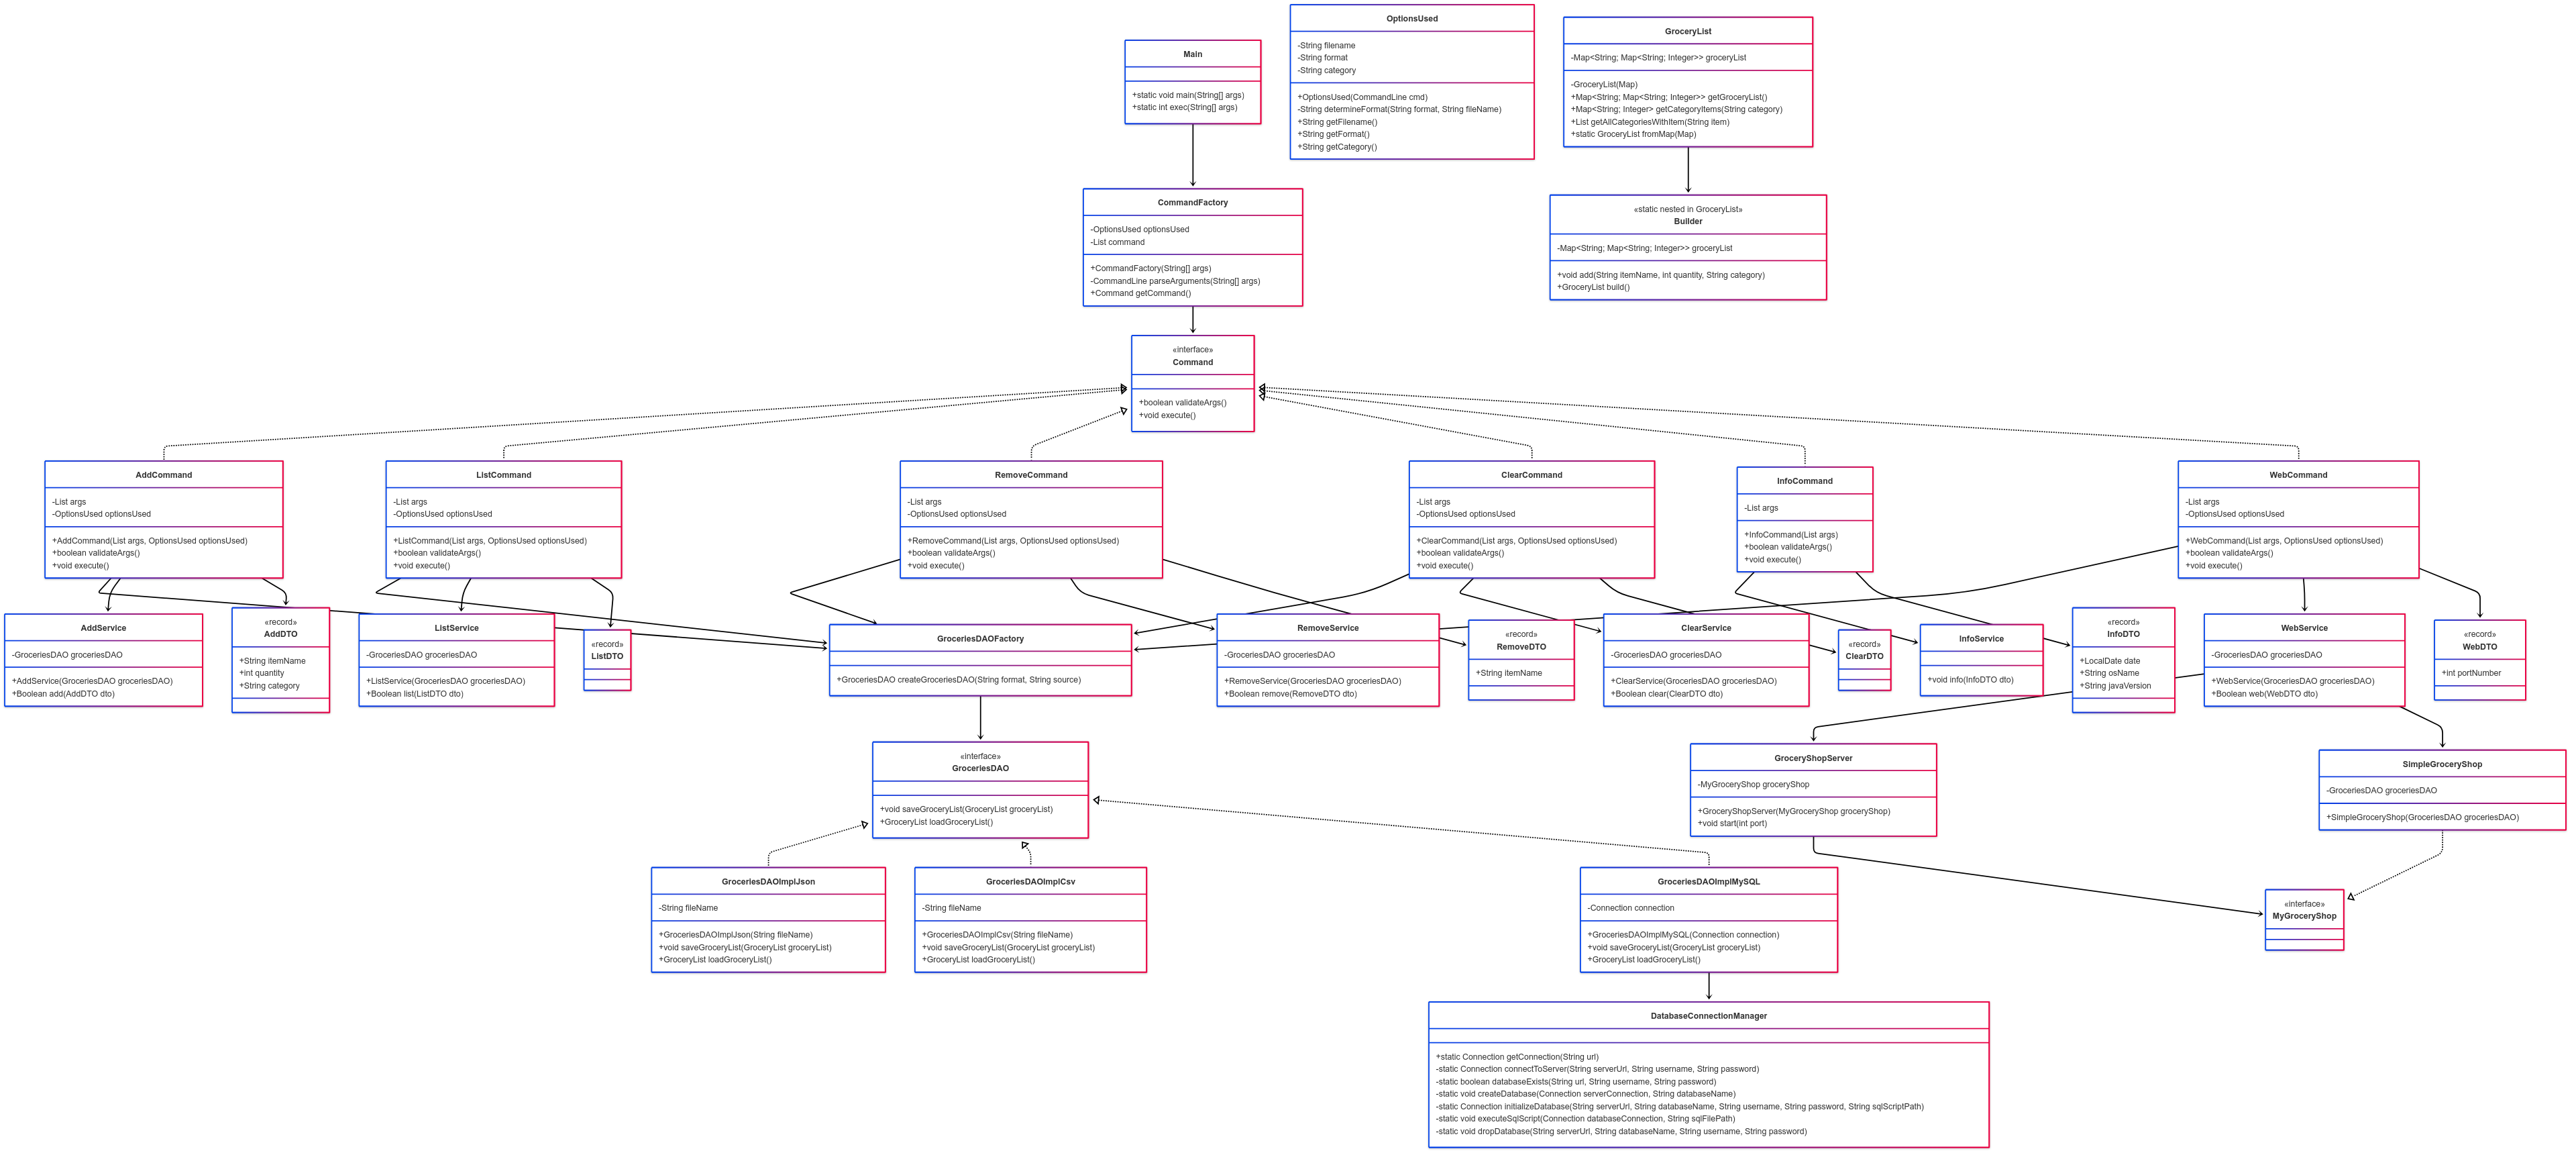 Main
+static void main(String[] args)
+static int exec(String[] args)
OptionsUsed
-String filename
-String format
-String category
+OptionsUsed(CommandLine cmd)
-String determineFormat(String format, String fileName)
+String getFilename()
+String getFormat()
+String getCategory()
GroceryList
-Map<String; Map<String; Integer>> groceryList
-GroceryList(Map)
+Map<String; Map<String; Integer>> getGroceryList()
+Map<String; Integer> getCategoryItems(String category)
+List getAllCategoriesWithItem(String item)
+static GroceryList fromMap(Map)
CommandFactory
-OptionsUsed optionsUsed
-List command
+CommandFactory(String[] args)
-CommandLine parseArguments(String[] args)
+Command getCommand()
«static nested in GroceryList»
Builder
-Map<String; Map<String; Integer>> groceryList
+void add(String itemName, int quantity, String category)
+GroceryList build()
«interface»
Command
+boolean validateArgs()
+void execute()
AddCommand
-List args
-OptionsUsed optionsUsed
+AddCommand(List args, OptionsUsed optionsUsed)
+boolean validateArgs()
+void execute()
ListCommand
-List args
-OptionsUsed optionsUsed
+ListCommand(List args, OptionsUsed optionsUsed)
+boolean validateArgs()
+void execute()
RemoveCommand
-List args
-OptionsUsed optionsUsed
+RemoveCommand(List args, OptionsUsed optionsUsed)
+boolean validateArgs()
+void execute()
ClearCommand
-List args
-OptionsUsed optionsUsed
+ClearCommand(List args, OptionsUsed optionsUsed)
+boolean validateArgs()
+void execute()
InfoCommand
-List args
+InfoCommand(List args)
+boolean validateArgs()
+void execute()
WebCommand
-List args
-OptionsUsed optionsUsed
+WebCommand(List args, OptionsUsed optionsUsed)
+boolean validateArgs()
+void execute()
AddService
-GroceriesDAO groceriesDAO
+AddService(GroceriesDAO groceriesDAO)
+Boolean add(AddDTO dto)
«record»
AddDTO
+String itemName
+int quantity
+String category
ListService
-GroceriesDAO groceriesDAO
+ListService(GroceriesDAO groceriesDAO)
+Boolean list(ListDTO dto)
«record»
ListDTO
GroceriesDAOFactory
+GroceriesDAO createGroceriesDAO(String format, String source)
RemoveService
-GroceriesDAO groceriesDAO
+RemoveService(GroceriesDAO groceriesDAO)
+Boolean remove(RemoveDTO dto)
«record»
RemoveDTO
+String itemName
ClearService
-GroceriesDAO groceriesDAO
+ClearService(GroceriesDAO groceriesDAO)
+Boolean clear(ClearDTO dto)
«record»
ClearDTO
InfoService
+void info(InfoDTO dto)
«record»
InfoDTO
+LocalDate date
+String osName
+String javaVersion
WebService
-GroceriesDAO groceriesDAO
+WebService(GroceriesDAO groceriesDAO)
+Boolean web(WebDTO dto)
«record»
WebDTO
+int portNumber
«interface»
GroceriesDAO
+void saveGroceryList(GroceryList groceryList)
+GroceryList loadGroceryList()
GroceryShopServer
-MyGroceryShop groceryShop
+GroceryShopServer(MyGroceryShop groceryShop)
+void start(int port)
SimpleGroceryShop
-GroceriesDAO groceriesDAO
+SimpleGroceryShop(GroceriesDAO groceriesDAO)
GroceriesDAOImplJson
-String fileName
+GroceriesDAOImplJson(String fileName)
+void saveGroceryList(GroceryList groceryList)
+GroceryList loadGroceryList()
GroceriesDAOImplCsv
-String fileName
+GroceriesDAOImplCsv(String fileName)
+void saveGroceryList(GroceryList groceryList)
+GroceryList loadGroceryList()
GroceriesDAOImplMySQL
-Connection connection
+GroceriesDAOImplMySQL(Connection connection)
+void saveGroceryList(GroceryList groceryList)
+GroceryList loadGroceryList()
«interface»
MyGroceryShop
DatabaseConnectionManager
+static Connection getConnection(String url)
-static Connection connectToServer(String serverUrl, String username, String password)
-static boolean databaseExists(String url, String username, String password)
-static void createDatabase(Connection serverConnection, String databaseName)
-static Connection initializeDatabase(String serverUrl, String databaseName, String username, String password, String sqlScriptPath)
-static void executeSqlScript(Connection databaseConnection, String sqlFilePath)
-static void dropDatabase(String serverUrl, String databaseName, String username, String password)